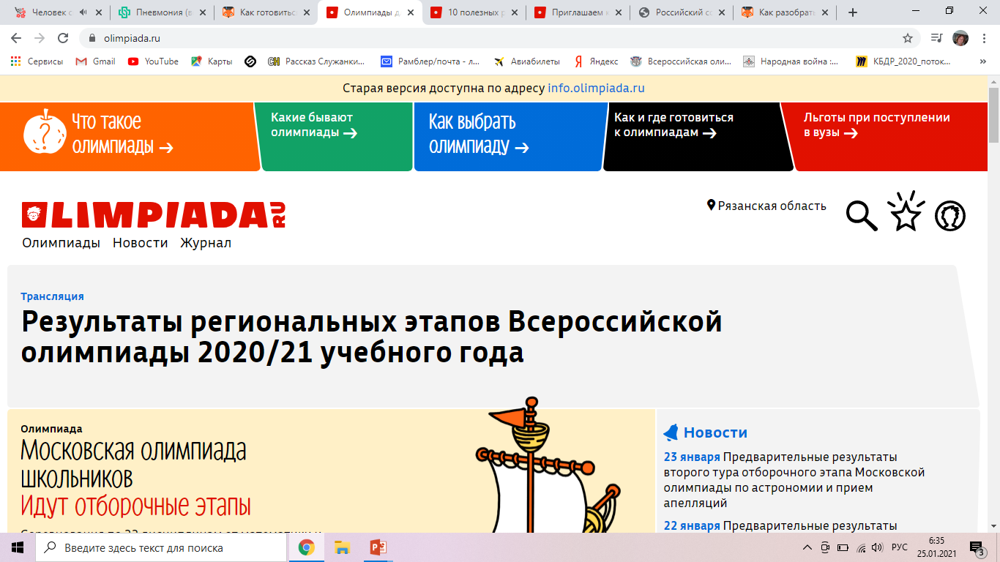 Человек с
Пневмония (в
Как готовитьс
Олимпиады д
10 полезных р
Приглашаем к
Российский со
Как разобрать
olimpiada.ru
Сервисы
Gmail
YouTube
Карты
Рассказ Служанки...
Рамблер/почта - л...
Авиабилеты
Яндекс
Всероссийская оли...
Народная война :...
КБДР_2020_поток...
Старая версия доступна по адресу info.olimpiada.ru
Что такое
олимпиады →
Какие бывают
олимпиады →
Как выбрать
олимпиаду →
Как и где готовиться
к олимпиадам →
Льготы при поступлении
в вузы →
OLIMPIADA RU
Рязанская область
Олимпиады Новости Журнал
Трансляция
Результаты региональных этапов Всероссийской
олимпиады 2020/21 учебного года
Олимпиада
Московская олимпиада
школьников
Идут отборочные этапы
Новости
23 января Предварительные результаты
второго тура отборочного этапа Московской
олимпиады по астрономии и прием
апелляций
22 января Предварительные результаты
Введите здесь текст для поиска
РУС
6:35
25.01.2021
3